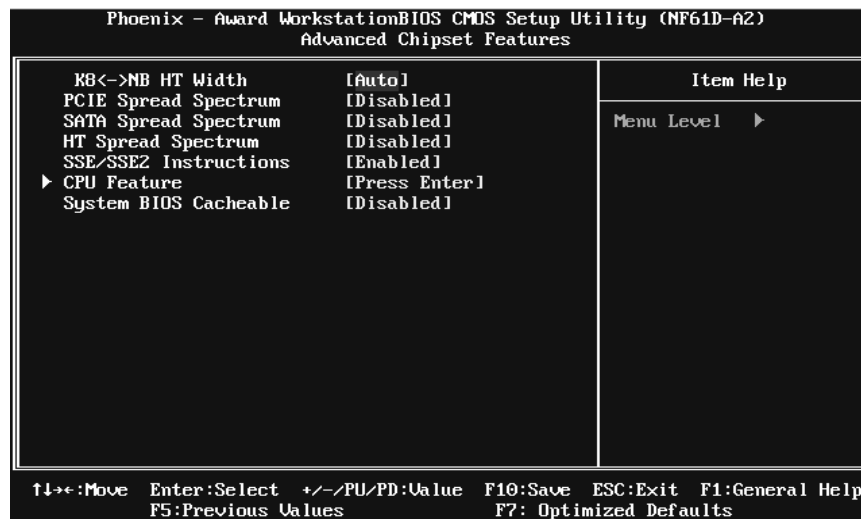 Phoenix - Award WorkstationBIOS CMOS Setup Utility (NF61D-A2)
Advanced Chipset Features
K8<->NB HT Width [Auto]
PCIE Spread Spectrum [Disabled]
SATA Spread Spectrum [Disabled]
HT Spread Spectrum [Disabled]
SSE/SSE2 Instructions [Enabled]
▶ CPU Feature [Press Enter]
System BIOS Cacheable [Disabled]
Item Help
Menu Level ▶
↑↓→←:Move Enter:Select +/-/PU/PD:Value F10:Save ESC:Exit F1:General Help
F5:Previous Values F7: Optimized Defaults